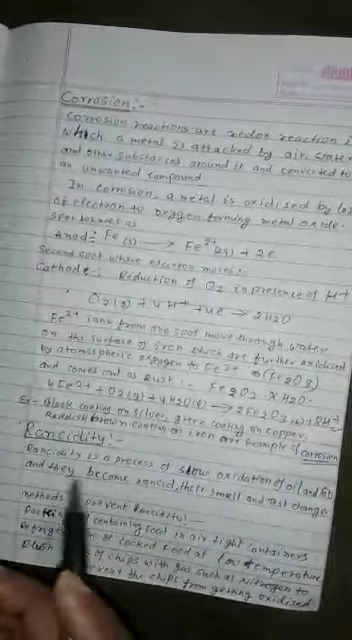 Corrosion:-
Corrosion reactions are redox reaction i
which a metal is attacked by air, water
and other substances around it and converted to
an unwanted compound.
In corrosion, a metal is oxidised by los
of electron to oxygen forming metal oxide.
Spot behaves as
Anod: Fe(s) → Fe²⁺(aq) + 2e
Second spot where electron moves:
Cathode:- Reduction of O₂ in presence of H+
O₂(g) + 4H⁺ + 4e → 2H₂O
Fe²⁺ ions from one spot move through water
on the surface of iron which are further oxidised
by atomospheric oxygen to Fe³⁺ (Fe₂O₃)
and comes out as Rust:- Fe₂O₃·XH₂O.
4Fe²⁺ + O₂(g) + 4H₂O(l) → 2Fe₂O₃(s) + 8H⁺
Ex- Black coating on silver, green coating on copper,
Reddish brown coating on iron are Example of corrosion
Rancidity:-
Rancidity is a process of slow oxidation of oil and
and they become rancid, their smell and Test change
methods prevent Rancidity:-
containing Food in air tight containers
of cooked Food at low temperature
of chips with gas such as Nitrogen to
prevent the chips from getting oxidised